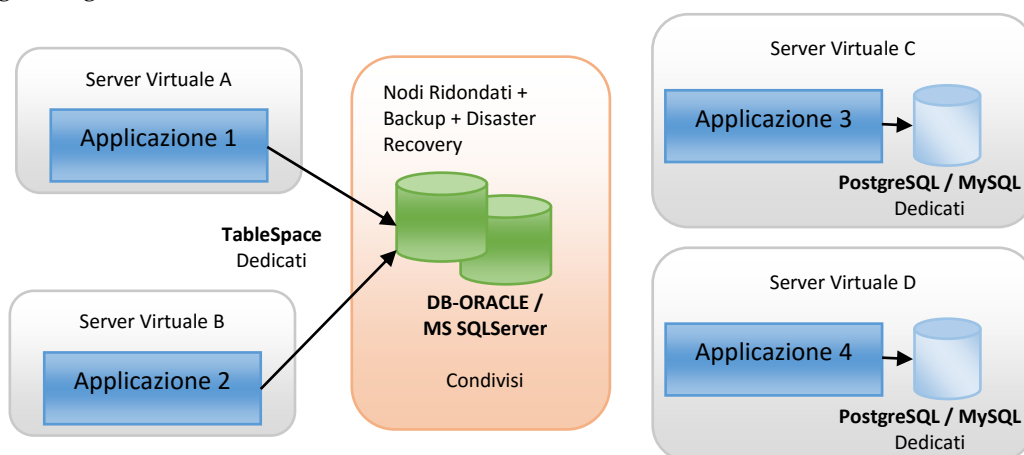 Server Virtuale A
Applicazione 1
TableSpace
Dedicati
Server Virtuale B
Applicazione 2
Nodi Ridondati +
Backup + Disaster
Recovery
DB-ORACLE /
MS SQLServer
Condivisi
Server Virtuale C
Applicazione 3
PostgreSQL / MySQL
Dedicati
Server Virtuale D
Applicazione 4
PostgreSQL / MySQL
Dedicati